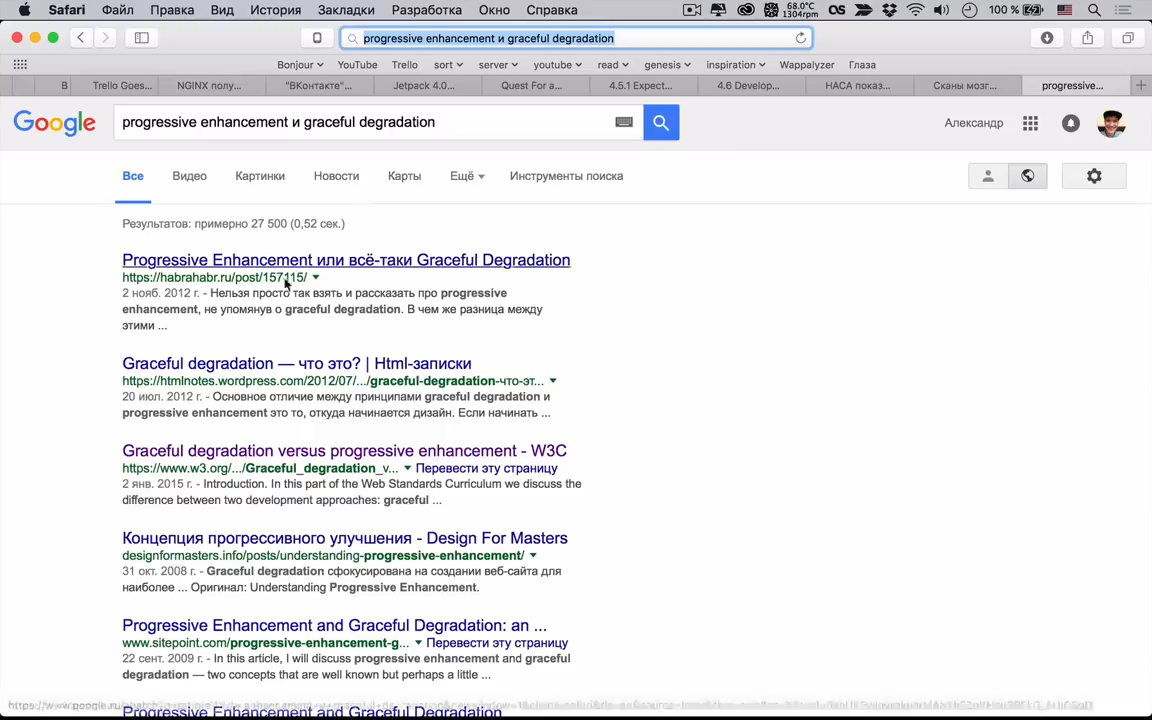 Safari Файл Правка Вид История Закладки Разработка Окно Справка 68.0°C 1304rpm 100 %
progressive enhancement и graceful degradation
Bonjour YouTube Trello sort server youtube read genesis inspiration Wappalyzer Глаза
B Trello Goes... NGINX полу... "ВКонтакте"... Jetpack 4.0... Quest For a... 4.5.1 Expect... 4.6 Develop... НАСА показ... Сканы мозг... progressive...
Google progressive enhancement и graceful degradation Александр
Все Видео Картинки Новости Карты Ещё Инструменты поиска
Результатов: примерно 27 500 (0,52 сек.)
Progressive Enhancement или всё-таки Graceful Degradation
https://habrahabr.ru/post/157115/
2 нояб. 2012 г. - Нельзя просто так взять и рассказать про progressive
enhancement, не упомянув о graceful degradation. В чем же разница между
этими ...
Graceful degradation — что это? | Html-записки
https://htmlnotes.wordpress.com/2012/07/.../graceful-degradation-что-эт...
20 июл. 2012 г. - Основное отличие между принципами graceful degradation и
progressive enhancement это то, откуда начинается дизайн. Если начинать ...
Graceful degradation versus progressive enhancement - W3C
https://www.w3.org/.../Graceful_degradation_v... Перевести эту страницу
2 янв. 2015 г. - Introduction. In this part of the Web Standards Curriculum we discuss the
difference between two development approaches: graceful ...
Концепция прогрессивного улучшения - Design For Masters
designformasters.info/posts/understanding-progressive-enhancement/
31 окт. 2008 г. - Graceful degradation сфокусирована на создании веб-сайта для
наиболее ... Оригинал: Understanding Progressive Enhancement.
Progressive Enhancement and Graceful Degradation: an ...
www.sitepoint.com/progressive-enhancement-g... Перевести эту страницу
22 сент. 2009 г. - In this article, I will discuss progressive enhancement and graceful
degradation — two concepts that are well known but perhaps a little ...
Progressive Enhancement and Graceful Degradation